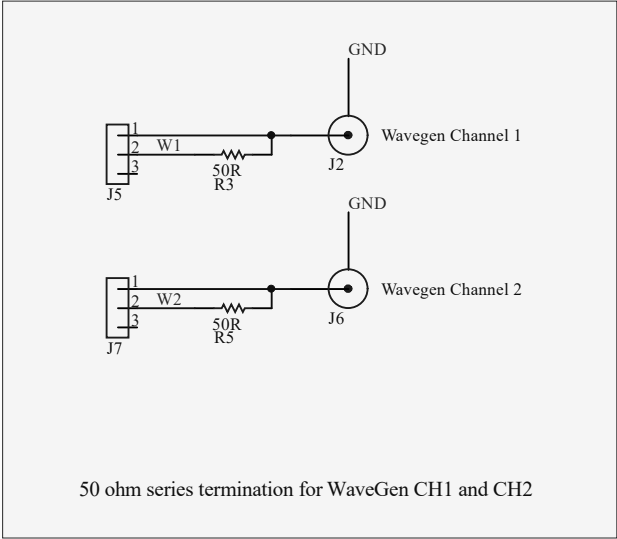 GND
1
W1
2
Wavegen Channel 1
3
50R
J2
R3
J5
GND
1
W2
2
Wavegen Channel 2
3
50R
J6
R5
J7
50 ohm series termination for WaveGen CH1 and CH2